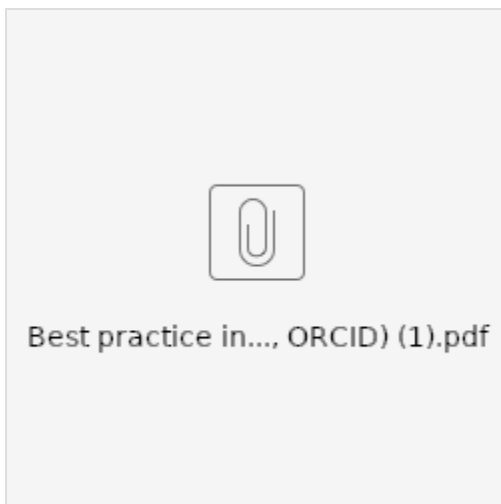 Best practice in..., ORCID) (1).pdf